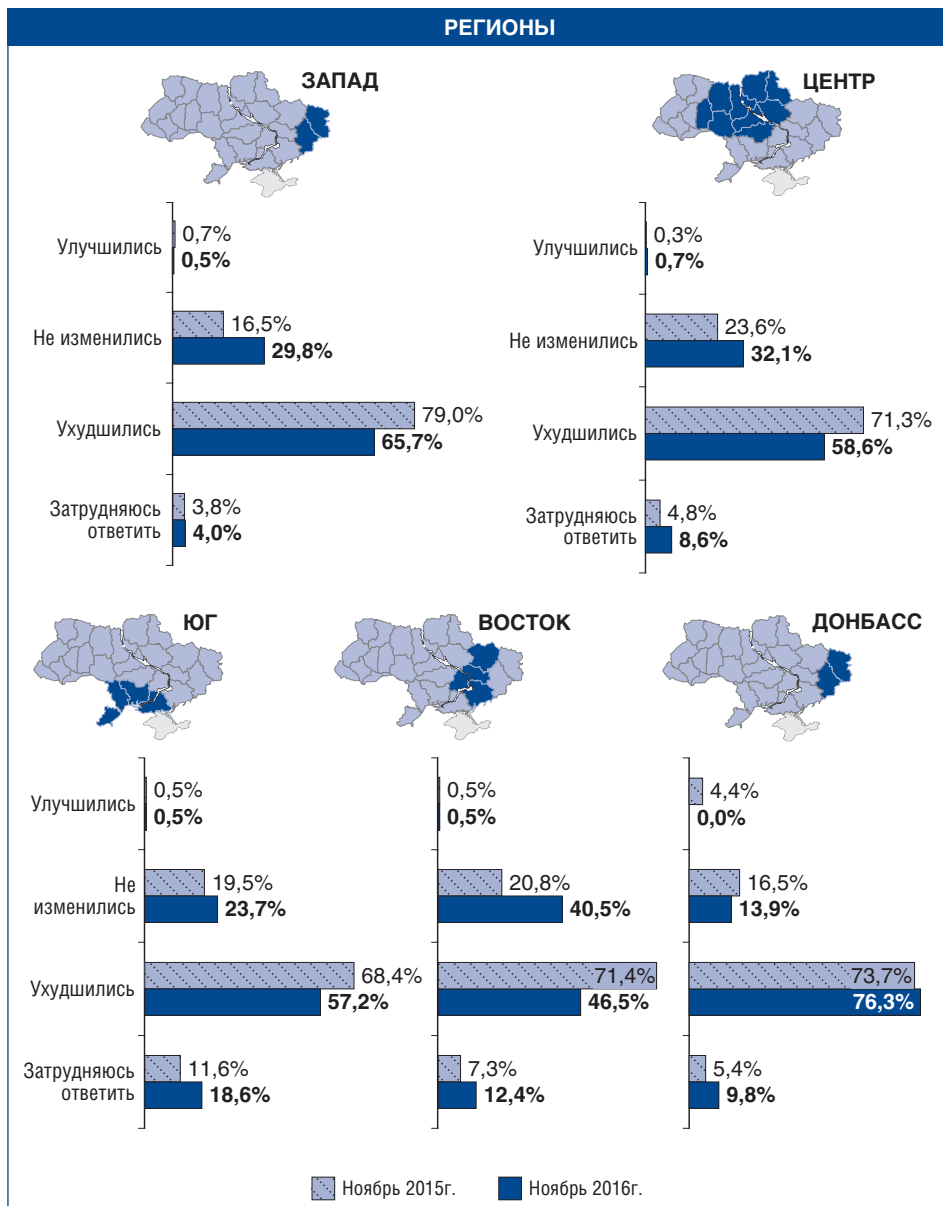 РЕГИОНЫ
ЗАПАД
Улучшились
0,7%
0,5%
Не изменились
16,5%
29,8%
Ухудшились
79,0%
65,7%
Затрудняюсь
ответить
3,8%
4,0%
ЦЕНТР
Улучшились
0,3%
0,7%
Не изменились
23,6%
32,1%
Ухудшились
71,3%
58,6%
Затрудняюсь
ответить
4,8%
8,6%
ЮГ
Улучшились
0,5%
0,5%
Не
изменились
19,5%
23,7%
Ухудшились
68,4%
57,2%
Затрудняюсь
ответить
11,6%
18,6%
ВОСТОК
0,5%
0,5%
20,8%
40,5%
71,4%
46,5%
7,3%
12,4%
ДОНБАСС
4,4%
0,0%
16,5%
13,9%
73,7%
76,3%
5,4%
9,8%
Ноябрь 2015г.
Ноябрь 2016г.